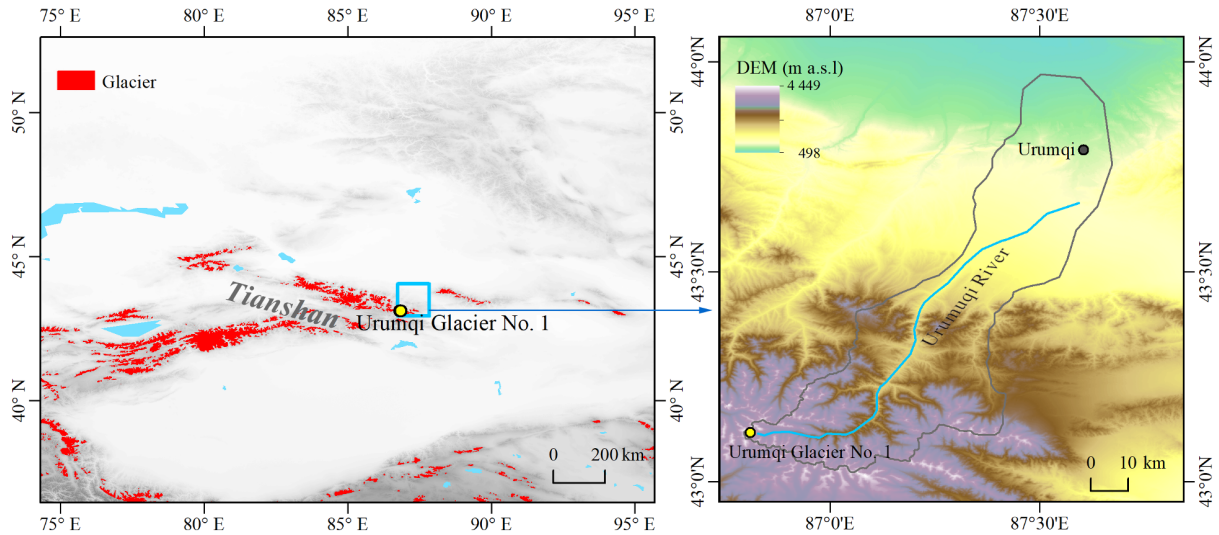 75° E 80° E 85° E 90° E 95° E
50° N
45° N
40° N
Glacier
Tianshan
Urumqi Glacier No. 1
0 200 km
50° N
45° N
40° N
75° E 80° E 85° E 90° E 95° E
87°0'E 87°30'E
44°0'N
43°30'N
43°0'N
DEM (m a.s.l)
4 449
498
Urumqi
Urumuqi River
Urumqi Glacier No, 1
0 10 km
44°0'N
43°30'N
43°0'N
87°0'E 87°30'E